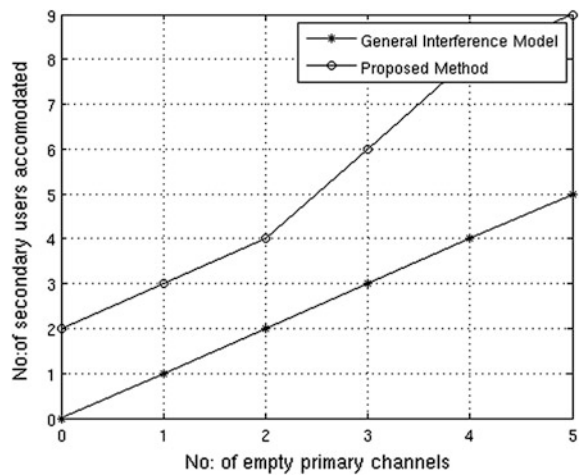 General Interference Model
Proposed Method
9
8
7
6
5
4
3
2
1
0
No:of secondary users accomodated
0 1 2 3 4 5
No: of empty primary channels